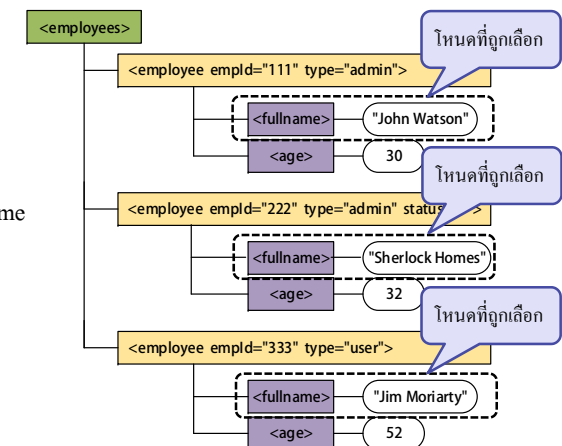 <employees>
โหนดที่ถูกเลือก
<employee empId="111" type="admin">
<fullname> "John Watson"
<age> 30
โหนดที่ถูกเลือก
me
<employee empId="222" type="admin" status >
<fullname> "Sherlock Homes"
<age> 32
โหนดที่ถูกเลือก
<employee empId="333" type="user">
<fullname> "Jim Moriarty"
<age> 52